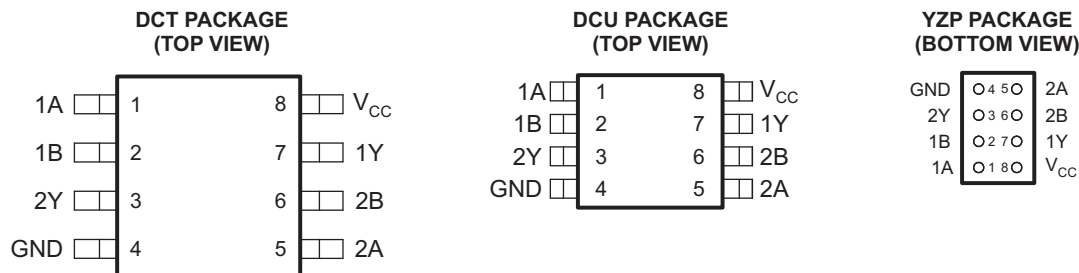 DCT PACKAGE
(TOP VIEW)
1A 1 8 VCC
1B 2 7 1Y
2Y 3 6 2B
GND 4 5 2A
DCU PACKAGE
(TOP VIEW)
1A 1 8 VCC
1B 2 7 1Y
2Y 3 6 2B
GND 4 5 2A
YZP PACKAGE
(BOTTOM VIEW)
GND 4 5 2A
2Y 3 6 2B
1B 2 7 1Y
1A 1 8 VCC